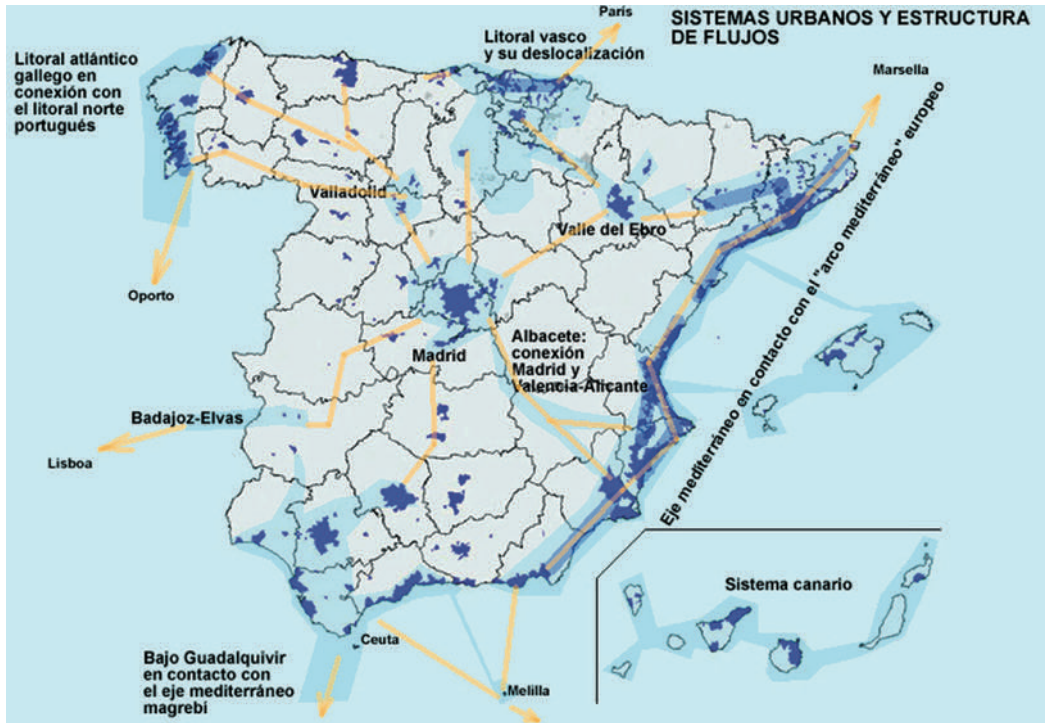 SISTEMAS URBANOS Y ESTRUCTURA
DE FLUJOS
París
Litoral vasco
y su deslocalización
Litoral atlántico
gallego en
conexión con
el litoral norte
portugués
Marsella
Valladolid
Valle del Ebro
Oporto
Madrid
Albacete:
conexión
Madrid y
Valencia-Alicante
Eje mediterráneo en contacto con el "arco mediterráneo" europeo
Badajoz-Elvas
Lisboa
Sistema canario
Ceuta
Melilla
Bajo Guadalquivir
en contacto con
el eje mediterráneo
magrebí